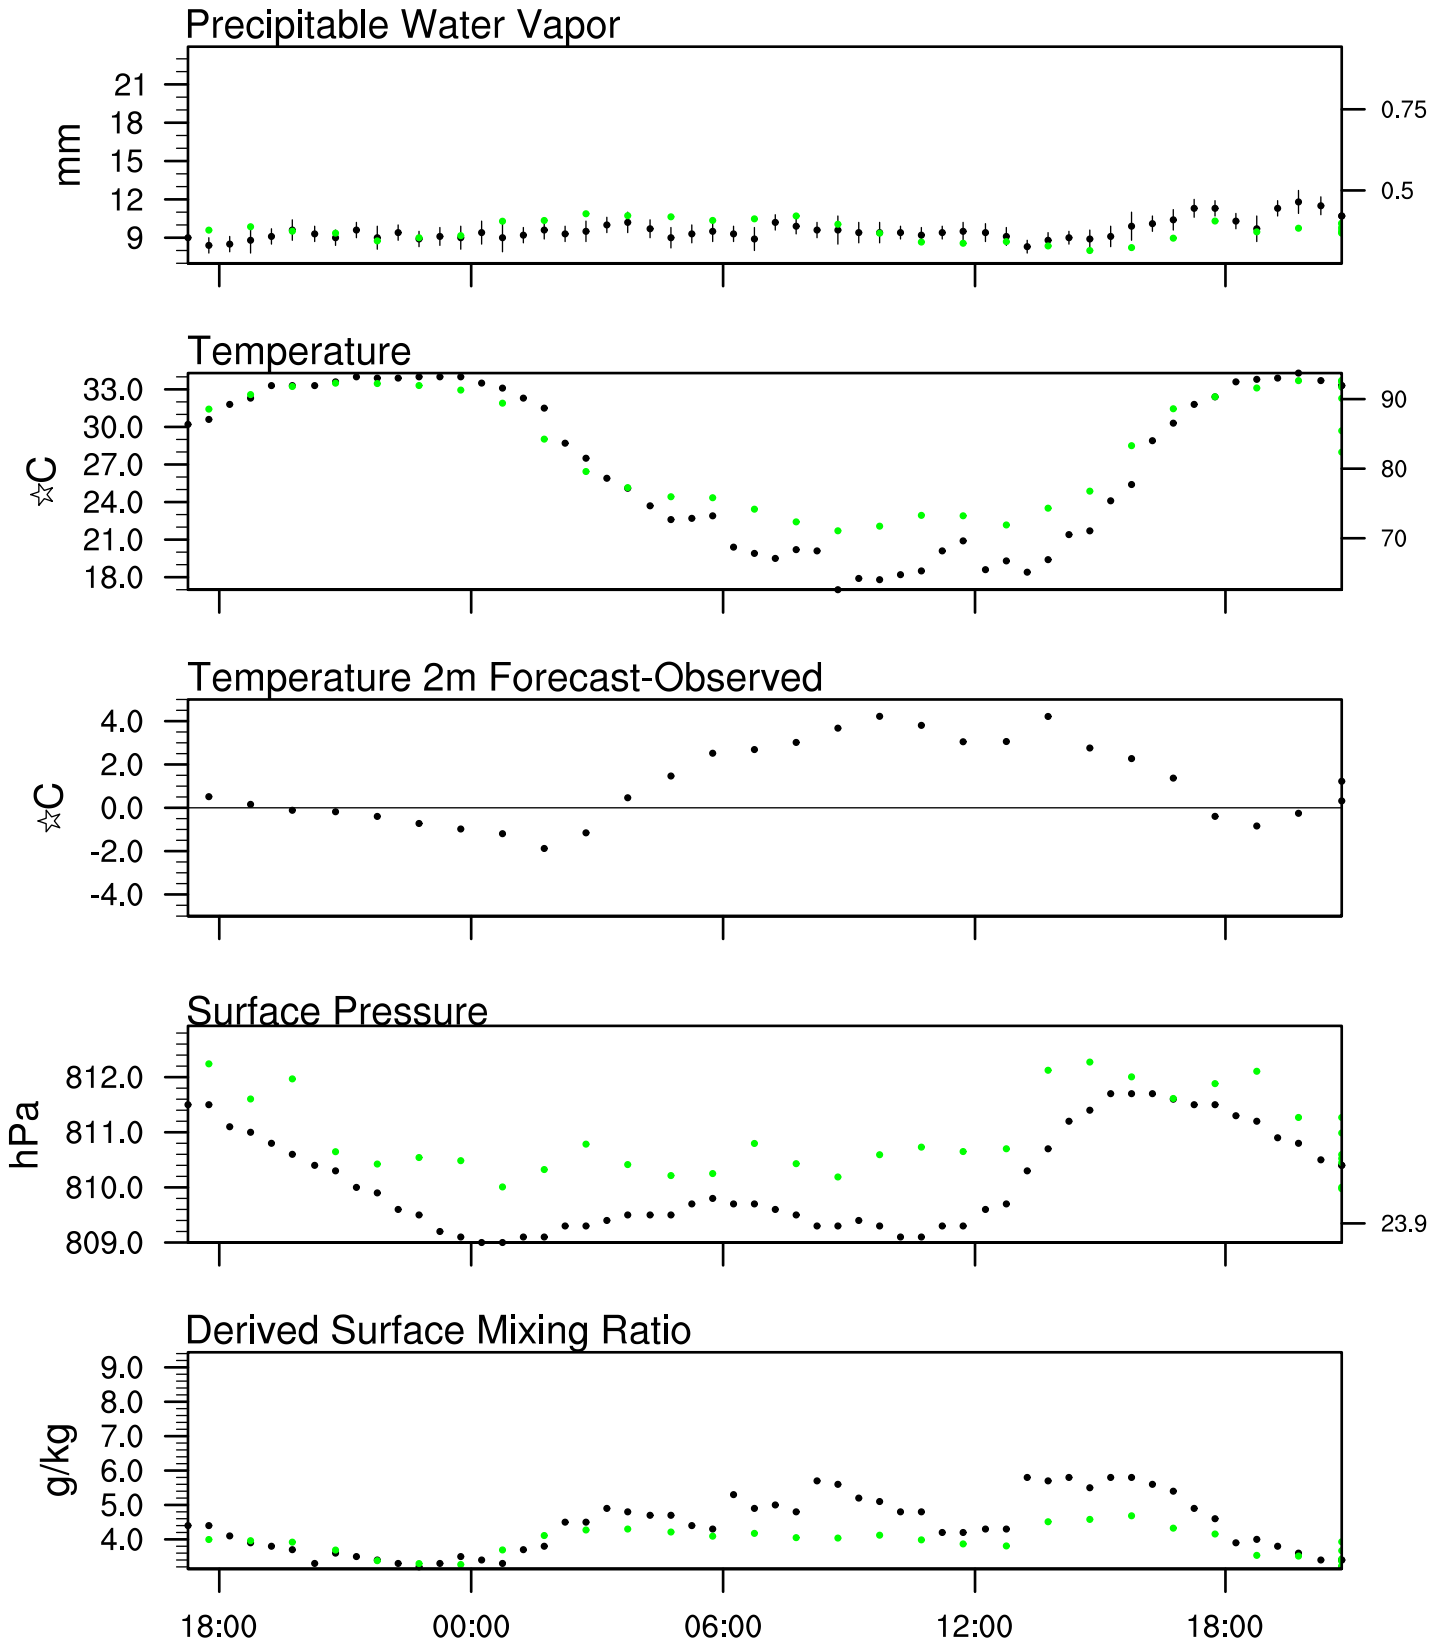 Precipitable Water Vapor
21
18
15
12
9
mm
0.75
0.5
Temperature
33.0
30.0
27.0
24.0
21.0
18.0
☆C
90
80
70
Temperature 2m Forecast-Observed
4.0
2.0
0.0
-2.0
-4.0
☆C
Surface Pressure
812.0
811.0
810.0
809.0
hPa
23.9
Derived Surface Mixing Ratio
9.0
8.0
7.0
6.0
5.0
4.0
g/kg
18:00 00:00 06:00 12:00 18:00